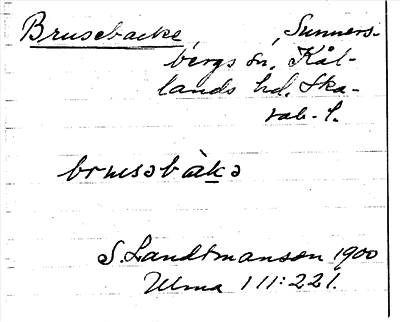 Brusebacke, Sunners-
bergs sn, Kål-
lands hd. Ska-
rab. l.
brusəbàkə
S. Landtmanson 1900
Ulma 111:221.